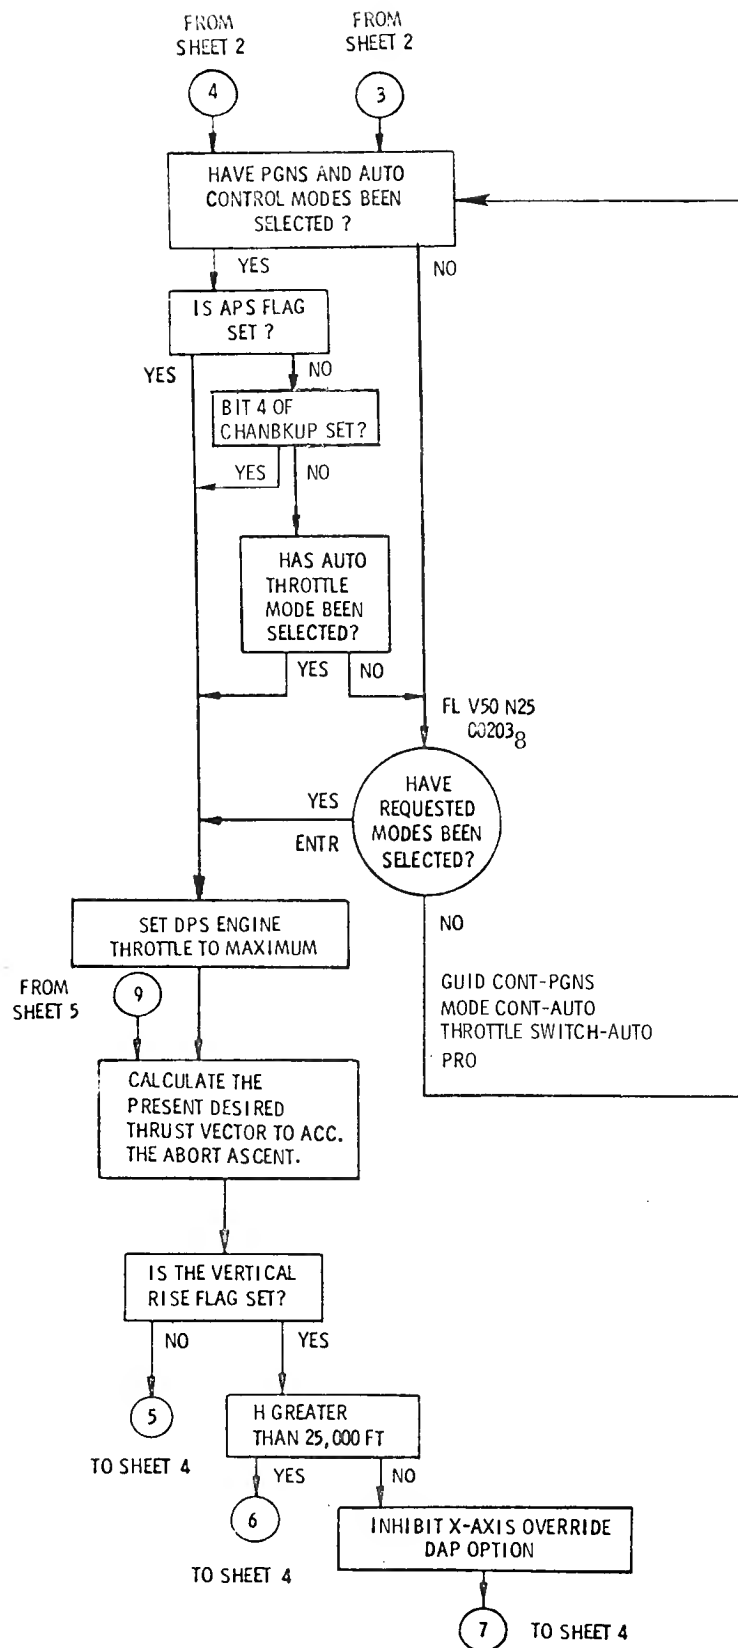 FROM
SHEET 2
FROM
SHEET 2
4
3
HAVE PGNS AND AUTO
CONTROL MODES BEEN
SELECTED ?
YES
NO
IS APS FLAG
SET ?
YES
NO
BIT 4 OF
CHANBKUP SET?
YES
NO
HAS AUTO
THROTTLE
MODE BEEN
SELECTED?
YES
NO
FL V50 N25
002038
HAVE
REQUESTED
MODES BEEN
SELECTED?
YES
ENTR
NO
SET DPS ENGINE
THROTTLE TO MAXIMUM
GUID CONT-PGNS
MODE CONT-AUTO
THROTTLE SWITCH-AUTO
PRO
FROM
SHEET 5
9
CALCULATE THE
PRESENT DESIRED
THRUST VECTOR TO ACC.
THE ABORT ASCENT.
IS THE VERTICAL
RISE FLAG SET?
NO
YES
5
TO SHEET 4
H GREATER
THAN 25,000 FT
YES
NO
6
TO SHEET 4
INHIBIT X-AXIS OVERRIDE
DAP OPTION
7
TO SHEET 4